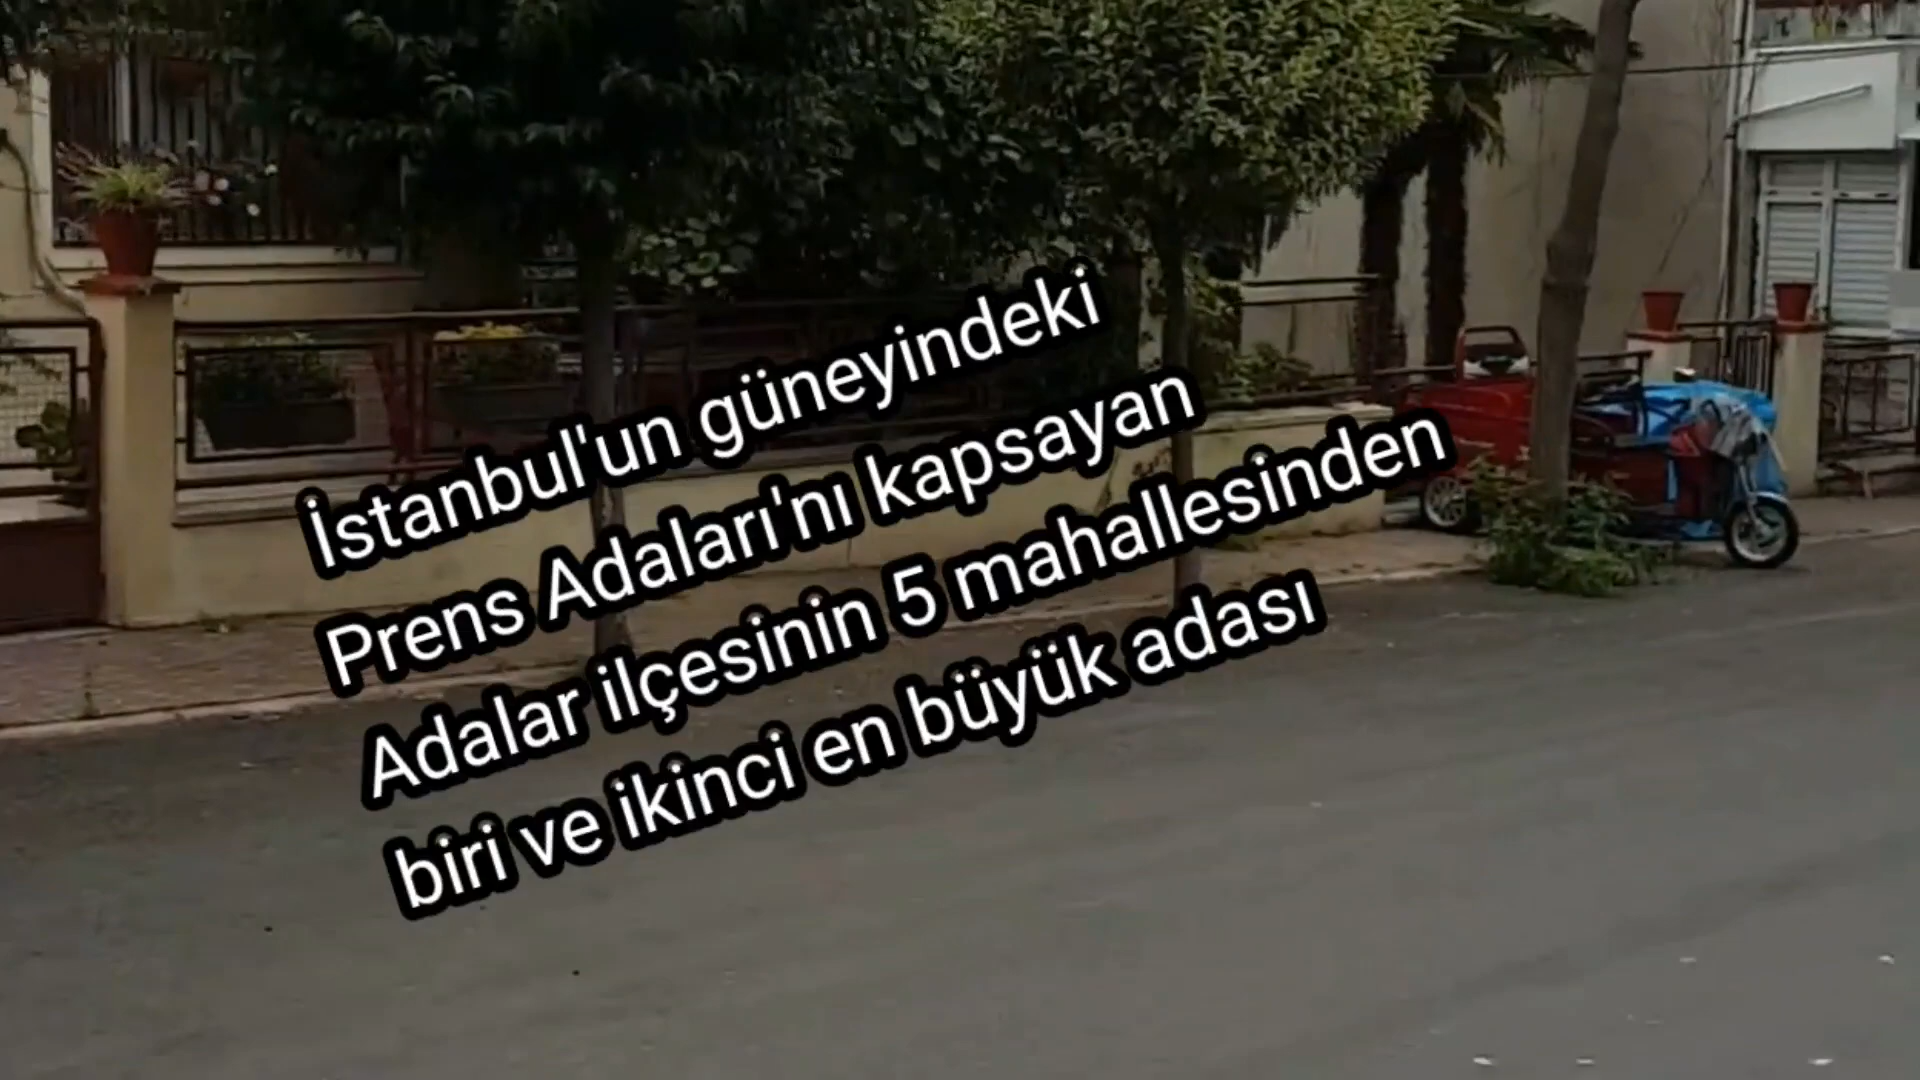 İstanbul'un güneyindeki
Prens Adaları'nı kapsayan
Adalar ilçesinin 5 mahallesinden
biri ve ikinci en büyük adası